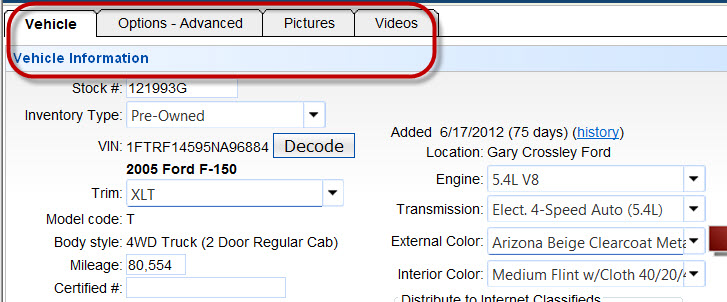 Vehicle Options - Advanced Pictures Videos
Vehicle Information
Stock #: 121993G
Inventory Type: Pre-Owned
VIN: 1FTRF14595NA96884 Decode
2005 Ford F-150
Trim: XLT
Model code: T
Body style: 4WD Truck (2 Door Regular Cab)
Mileage: 80,554
Certified #:
Added 6/17/2012 (75 days) (history)
Location: Gary Crossley Ford
Engine: 5.4L V8
Transmission: Elect. 4-Speed Auto (5.4L)
External Color: Arizona Beige Clearcoat Meta
Interior Color: Medium Flint w/Cloth 40/20/4
Distribute to Internet Classifieds